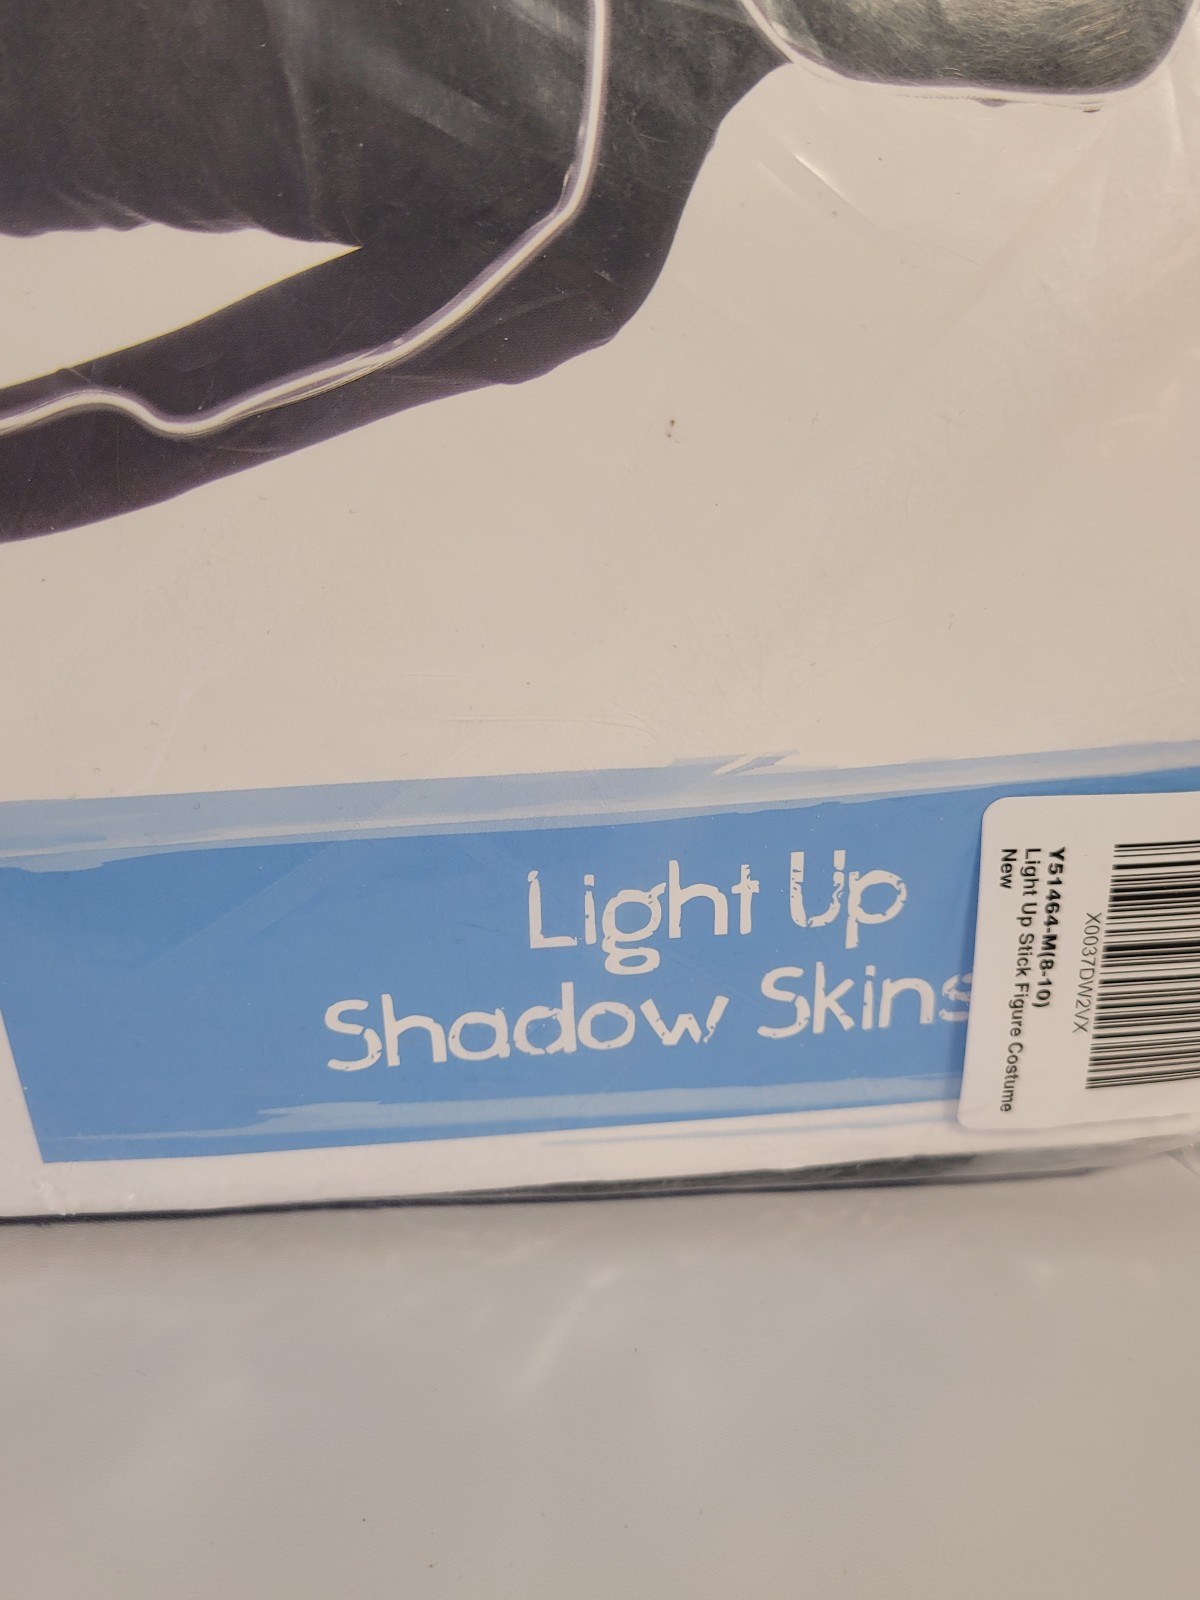 Light Up
Shadow Skins
X0037DW2VX
Y51464-M(8-10)
Light Up Stick Figure Costume
New